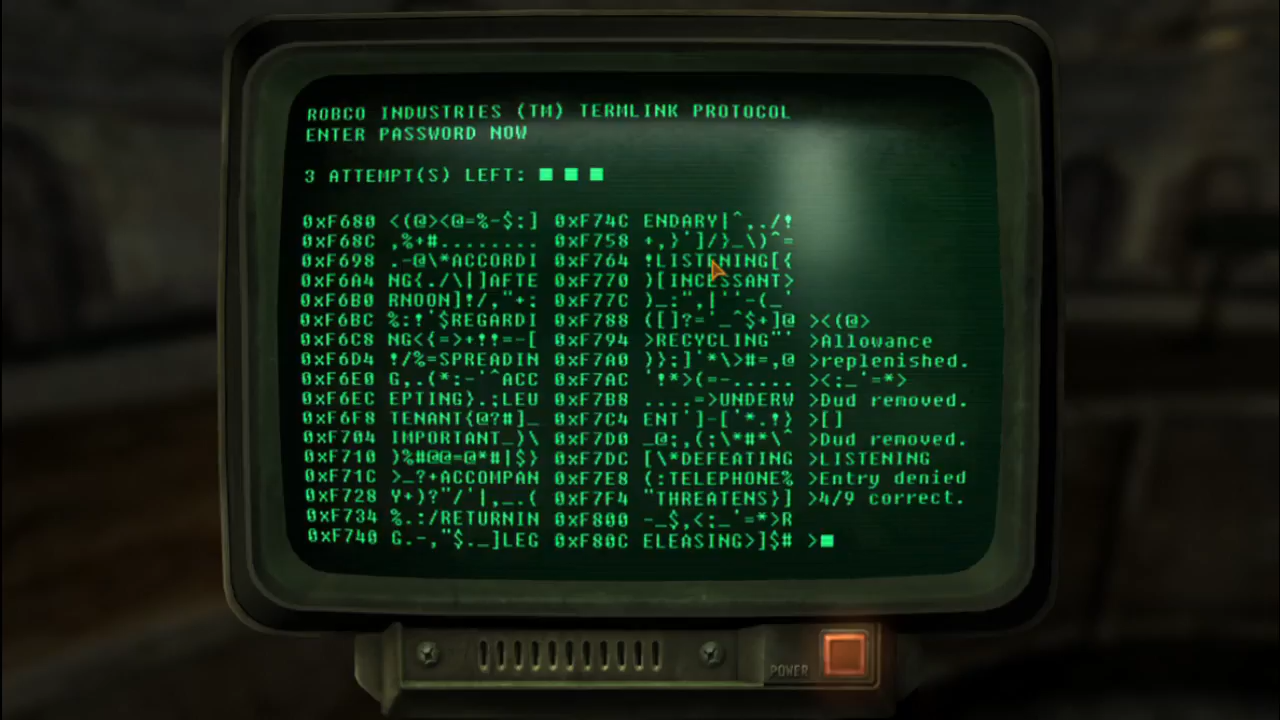 ROBCO INDUSTRIES (TM) TERMLINK PROTOCOL
ENTER PASSWORD NOW
3 ATTEMPT(S) LEFT: ■ ■ ■
0xF680 <((@><@=%-$:] 0xF74C ENDARY|^,./!
0xF68C ,%+#........ 0xF758 +,}']/}_\)^=
0xF698 .-@\*ACCORDI 0xF764 !LISTENING[{
0xF6A4 NG{./\|]AFTE 0xF770 )[INCESSANT>
0xF6B0 RNOON]!/,"+: 0xF77C )_:",|'`-(_'
0xF6BC %:!'$REGARDI 0xF788 ([]?='_^$+]@ ><(@>
0xF6C8 NG<{=>+!!=-[ 0xF794 >RECYCLING"' >Allowance
0xF6D4 !/%=SPREADIN 0xF7A0 )}:]'*\>#=,@ >replenished.
0xF6E0 G,.(*:-'^ACC 0xF7AC '!*>(=-..... ><:_'=*>
0xF6EC EPTING}.;LEU 0xF7B8 ....=>UNDERW >Dud removed.
0xF6F8 TENANT{@?#]_ 0xF7C4 ENT']-['*.!} >[]
0xF704 IMPORTANT_)\ 0xF7D0 _@;,(:\*#*\^ >Dud removed.
0xF710 }%#@@=@*#|$} 0xF7DC [\*DEFEATING >LISTENING
0xF71C >_?+ACCOMPAN 0xF7E8 (:TELEPHONE% >Entry denied
0xF728 Y+)?"/'|,_.( 0xF7F4 "THREATENS}] >4/9 correct.
0xF734 %.:/RETURNIN 0xF800 -_$,<:_'=*>R
0xF740 G.-,"$._]LEG 0xF80C ELEASING>]$# >■
POWER